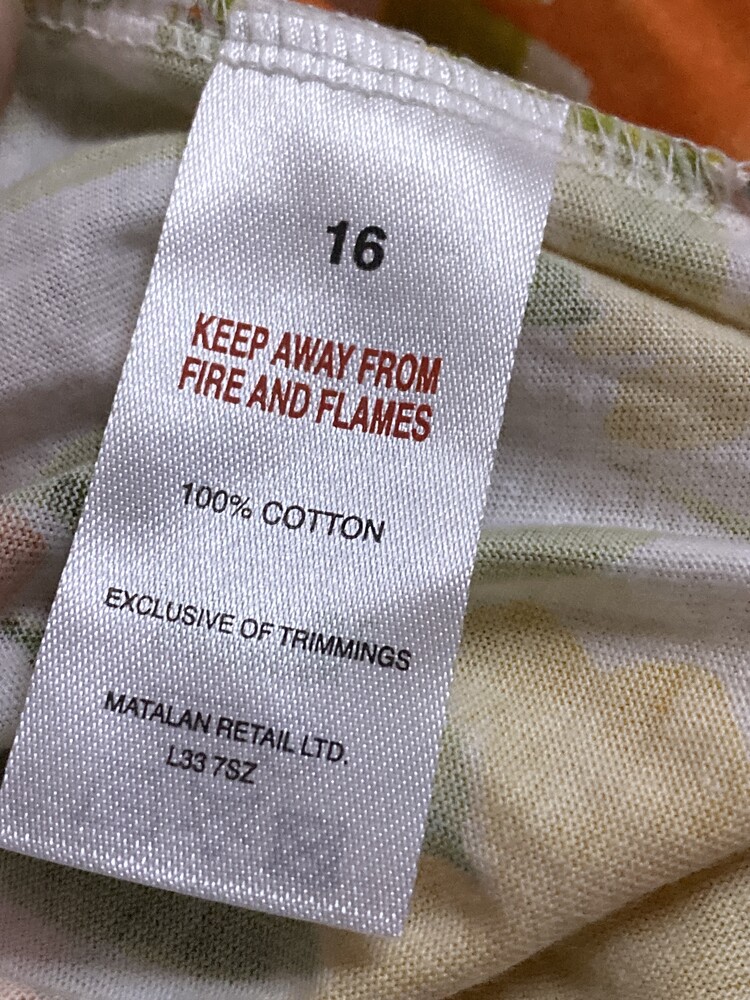 16
KEEP AWAY FROM
FIRE AND FLAMES
100% COTTON
EXCLUSIVE OF TRIMMINGS
MATALAN RETAIL LTD.
L33 7SZ